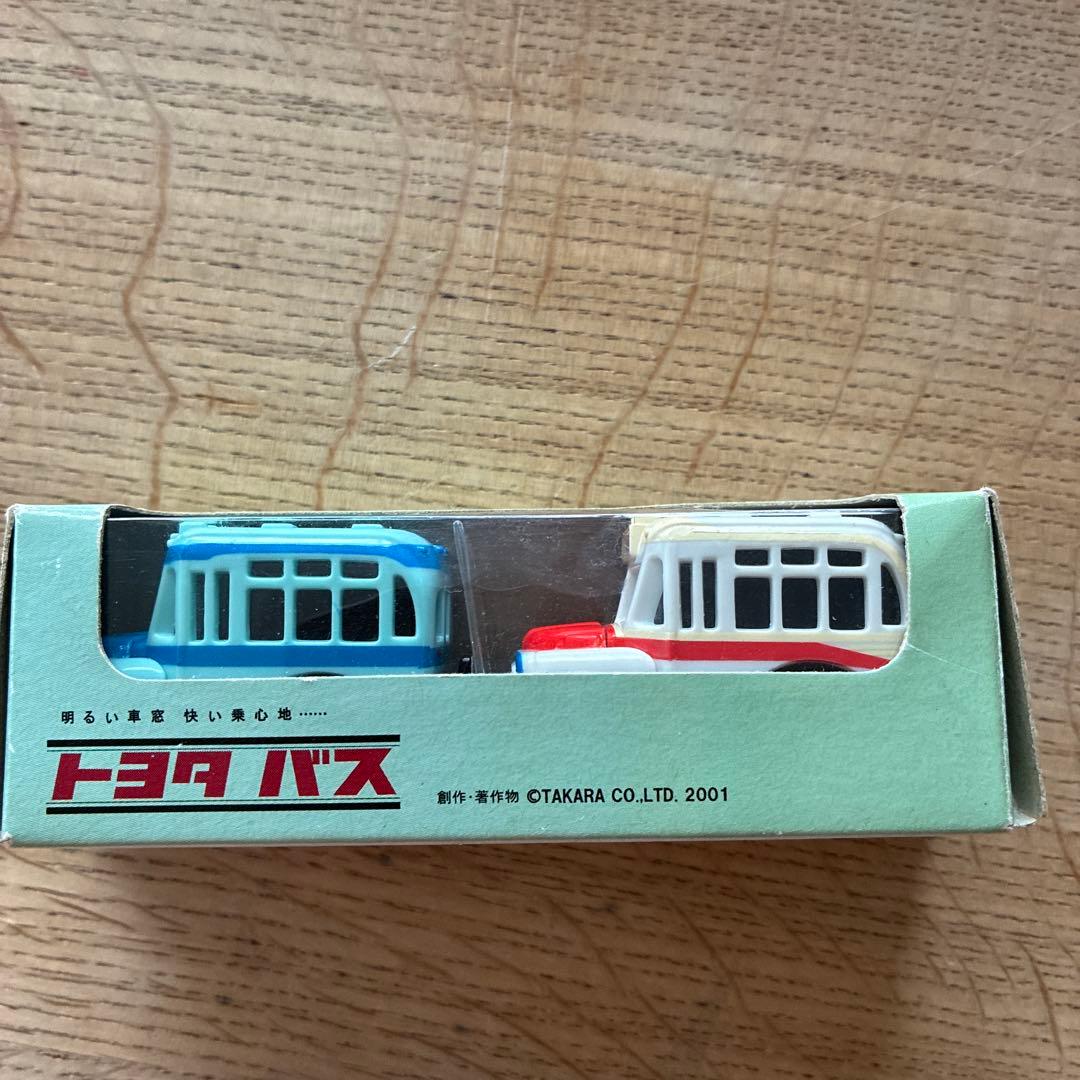 明るい車窓 快い乗心地……
トヨタ バス
創作・著作物 ©TAKARA CO.,LTD. 2001